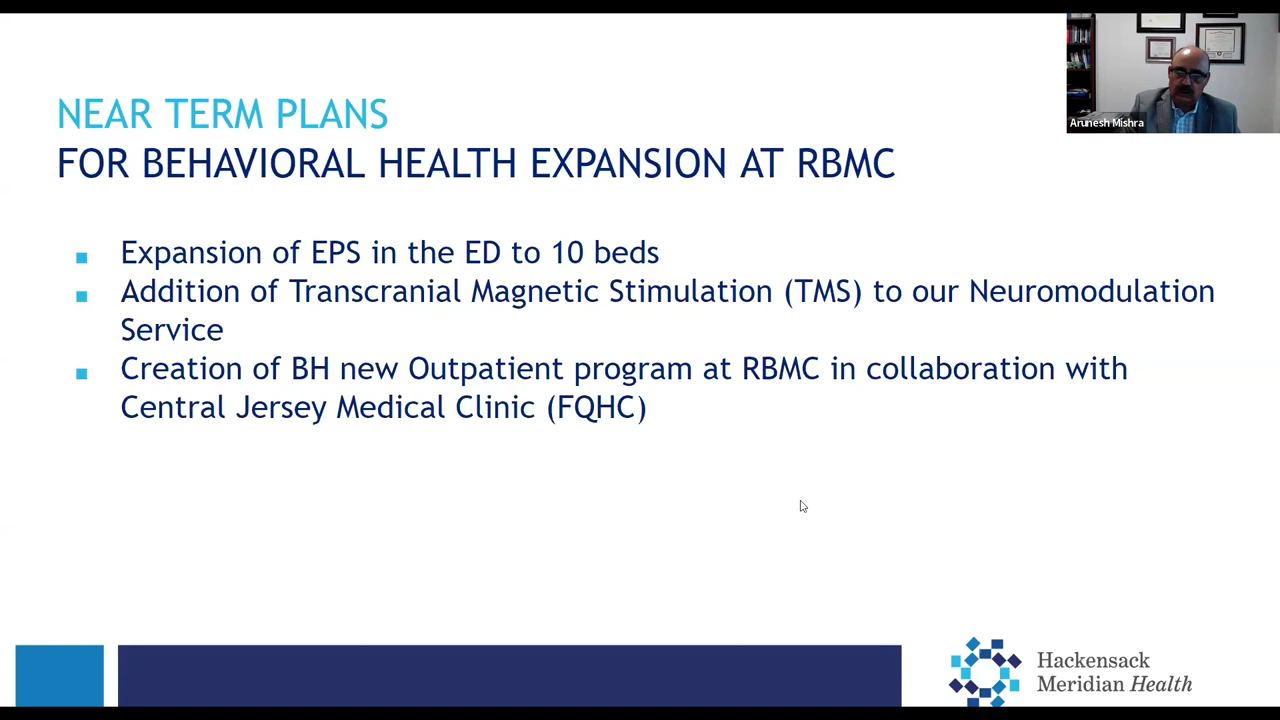 NEAR TERM PLANS
FOR BEHAVIORAL HEALTH EXPANSION AT RBMC
Expansion of EPS in the ED to 10 beds
Addition of Transcranial Magnetic Stimulation (TMS) to our Neuromodulation
Service
Creation of BH new Outpatient program at RBMC in collaboration with
Central Jersey Medical Clinic (FQHC)
Arunesh Mishra
Hackensack
Meridian Health